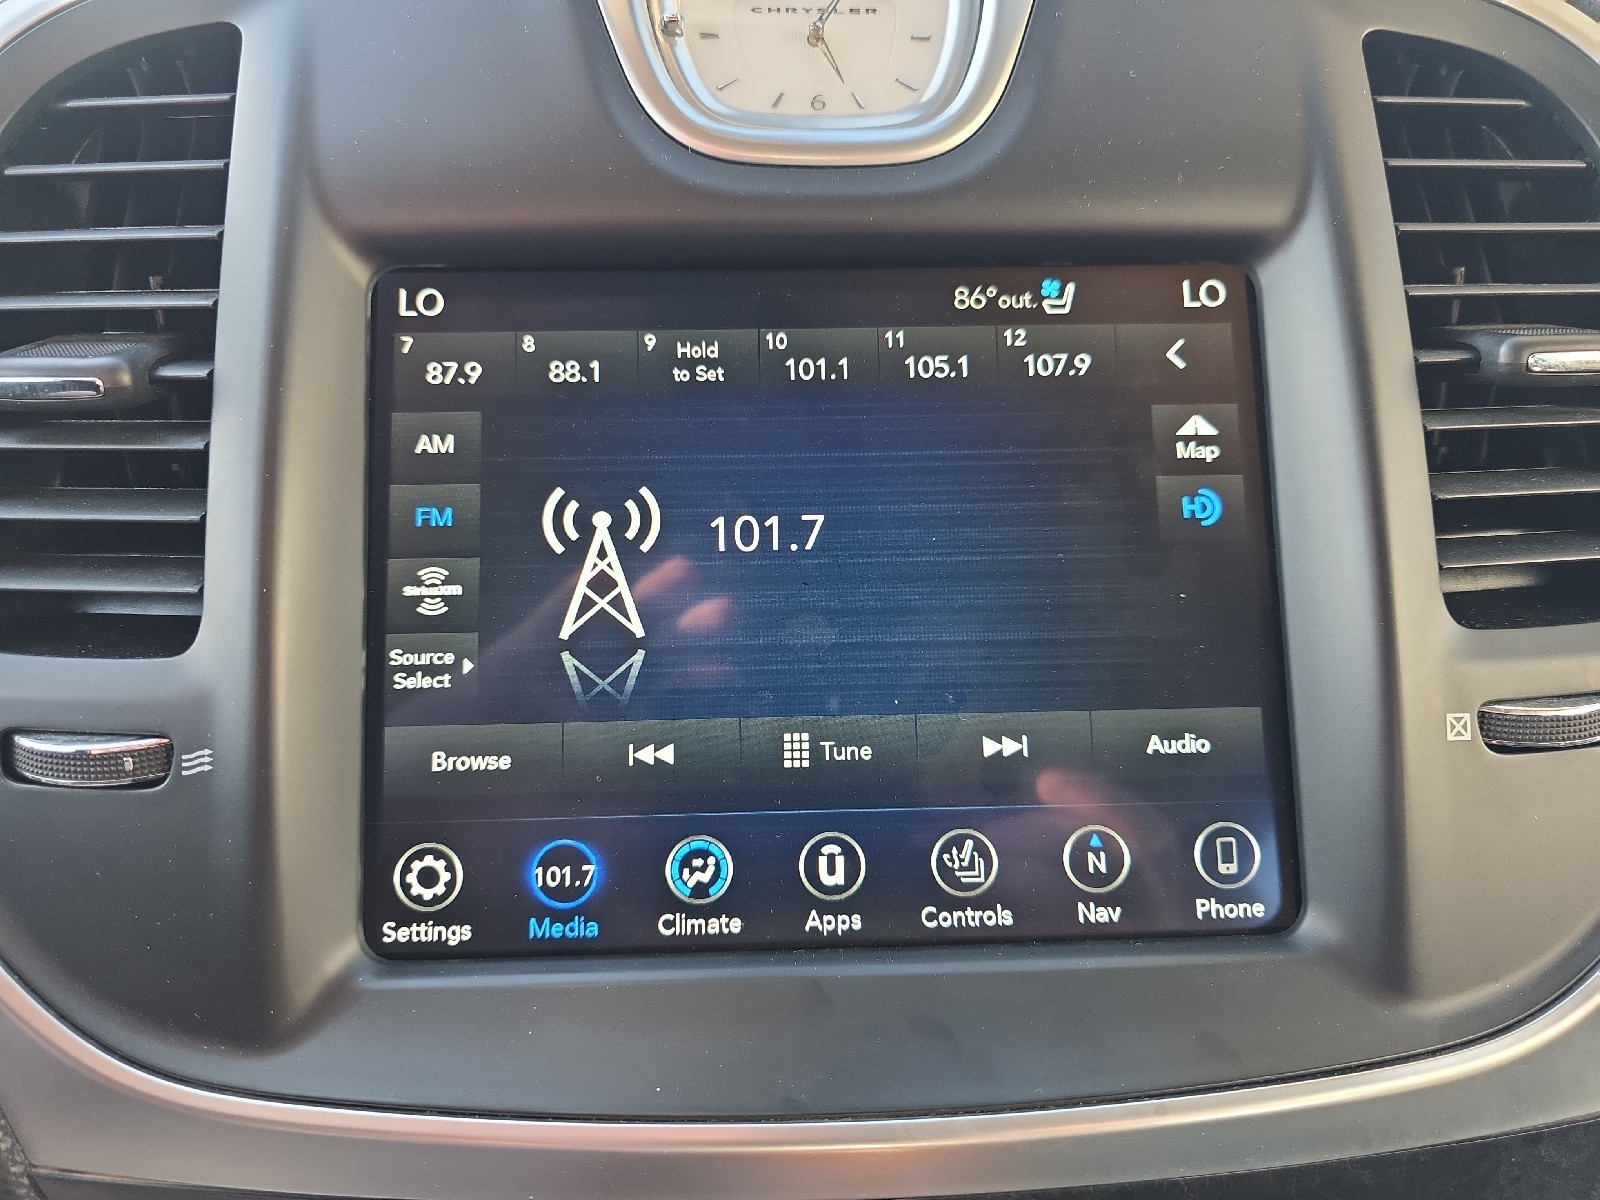 CHRYSLER
6
LO
86° out.
LO
7
87.9
8
88.1
9
Hold
to Set
10
101.1
11
105.1
12
107.9
AM
FM
SiriusXM
Source
Select
101.7
Map
HD
Browse
Tune
Audio
Settings
101.7
Media
Climate
ū
Apps
Controls
N
Nav
Phone